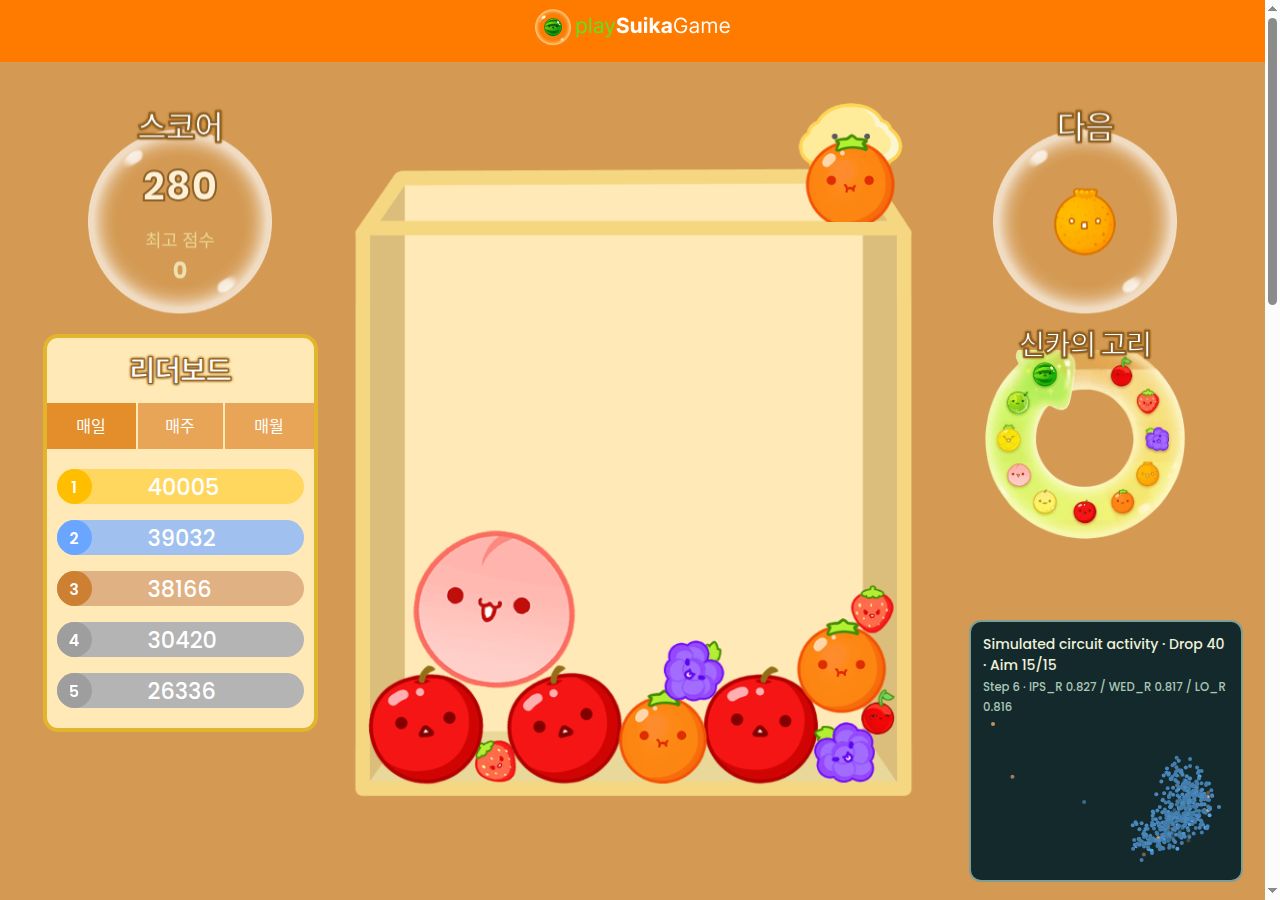 playSuikaGame
스코어
280
최고 점수
0
리더보드
매일 매주 매월
1 40005
2 39032
3 38166
4 30420
5 26336
다음
신카의 고리
Simulated circuit activity · Drop 40
· Aim 15/15
Step 6 · IPS_R 0.827 / WED_R 0.817 / LO_R
0.816